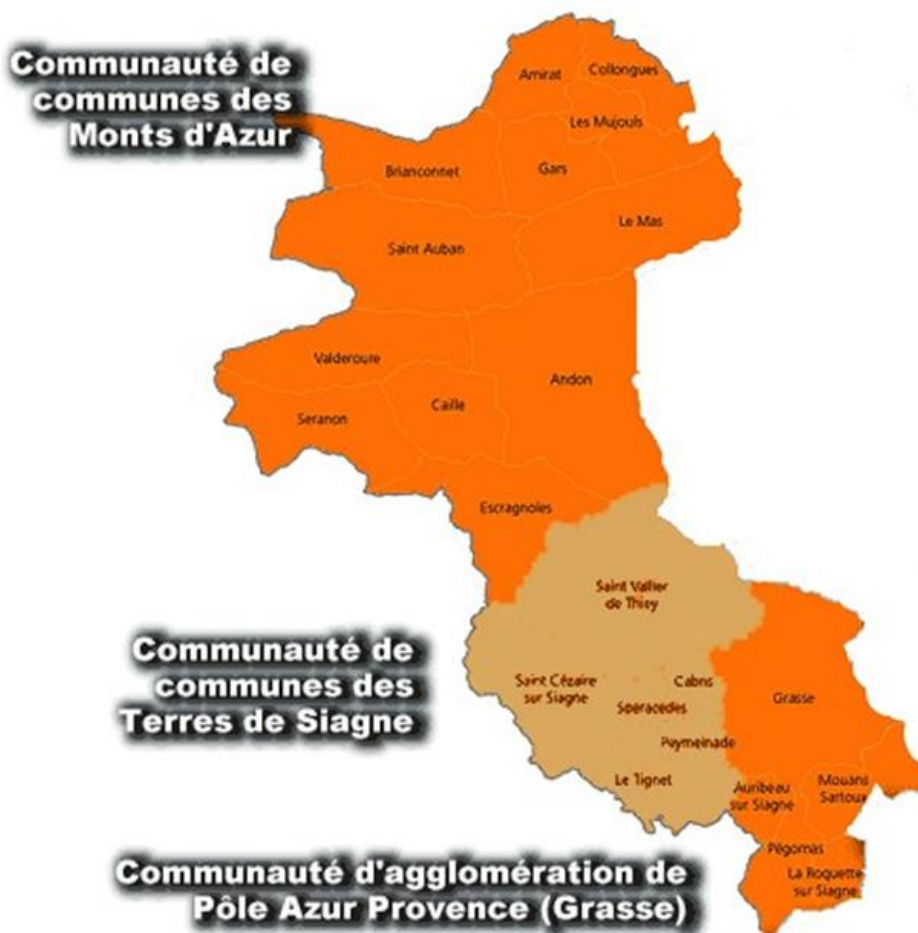 Communauté de
communes des
Monts d'Azur
Amirat
Collongues
Les Mujouls
Brianconnet
Gars
Le Mas
Saint Auban
Valderoure
Andon
Caille
Seranon
Escragnoles
Saint Vallier
de Thiey
Communauté de
communes des
Terres de Siagne
Saint Cézaire
sur Siagne
Cabris
Speracedes
Grasse
Peymeinade
Le Tignet
Auribeau
sur Siagne
Mouans
Sartoux
Pégomas
La Roquette
sur Siagne
Communauté d'agglomération de
Pôle Azur Provence (Grasse)